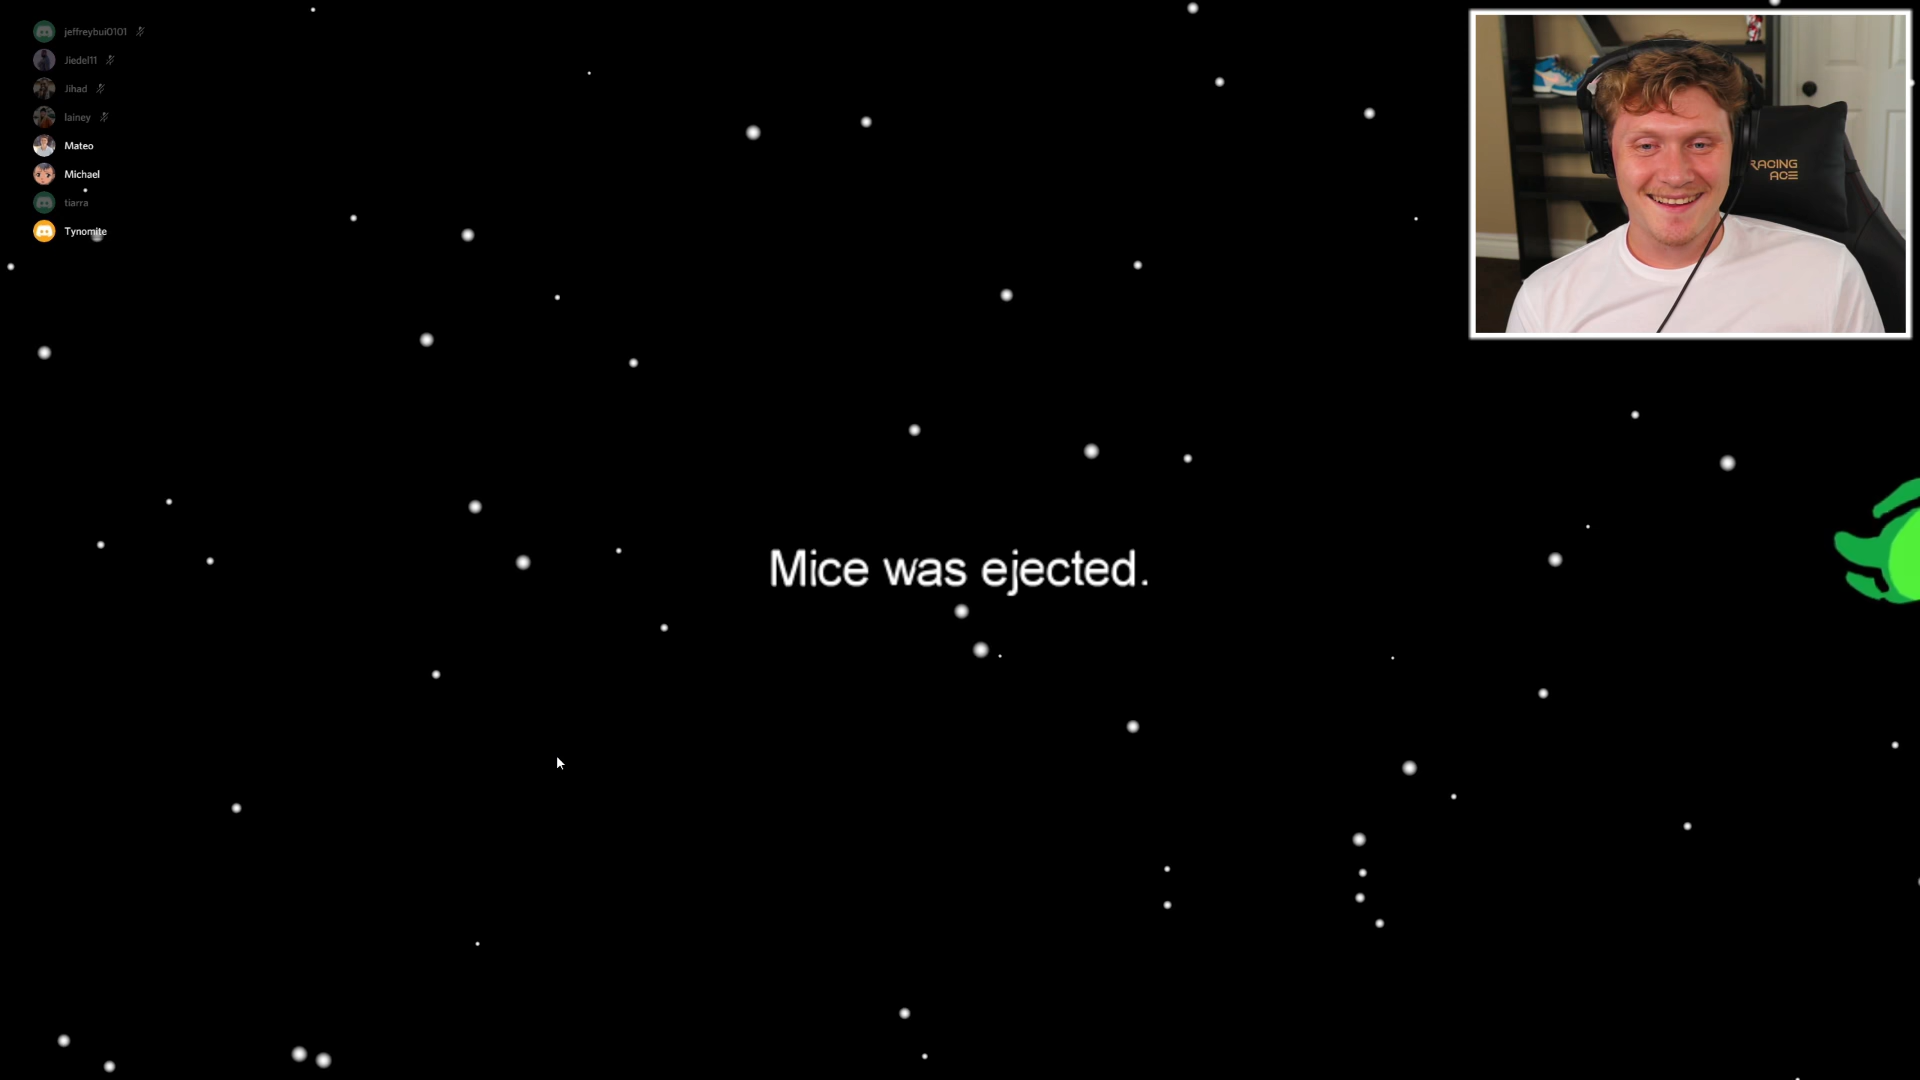 jeffreybui0101
Jiedel11
Jihad
lainey
Mateo
Michael
tiarra
Tynomite
RACING
ACE
Mice was ejected.